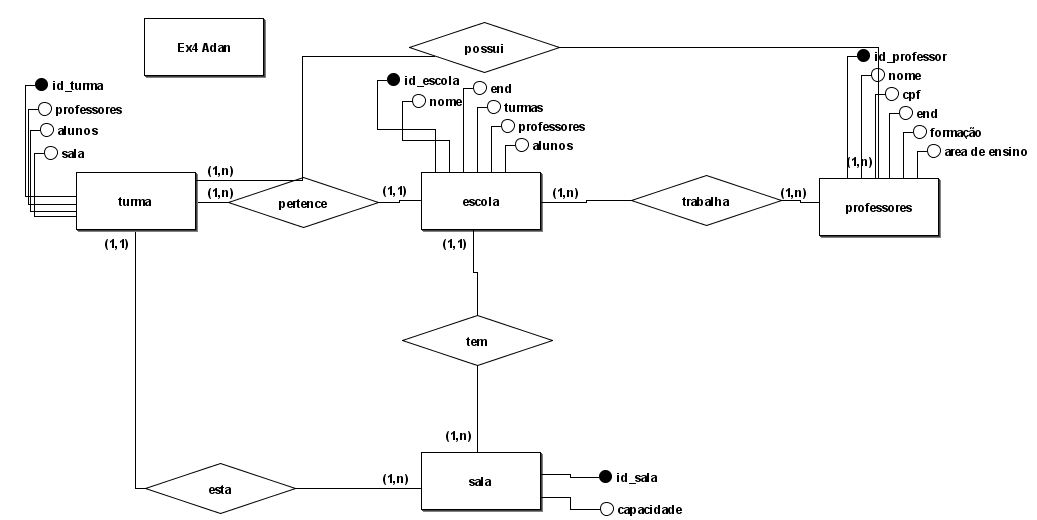 Ex4 Adan
possui
id_turma
professores
alunos
sala
id_escola
nome
end
turmas
professores
alunos
id_professor
nome
cpf
end
formação
area de ensino
(1,n)
(1,n)
(1,n)
turma
pertence
(1,1)
escola
(1,n)
trabalha
(1,n)
professores
(1,1)
(1,1)
tem
(1,n)
esta
(1,n)
sala
id_sala
capacidade